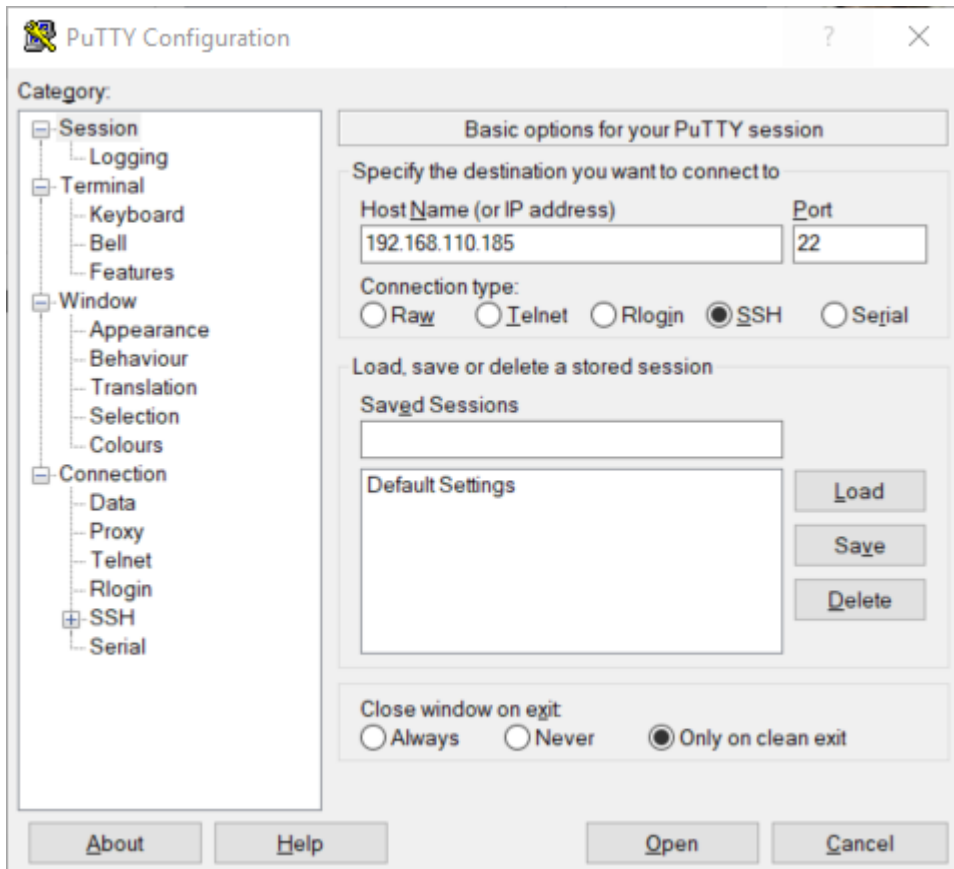 PuTTY Configuration
?
Category:
Session
Logging
Terminal
Keyboard
Bell
Features
Window
Appearance
Behaviour
Translation
Selection
Colours
Connection
Data
Proxy
Telnet
Rlogin
SSH
Serial
Basic options for your PuTTY session
Specify the destination you want to connect to
Host Name (or IP address) Port
192.168.110.185 22
Connection type:
Raw Telnet Rlogin SSH Serial
Load, save or delete a stored session
Saved Sessions
Default Settings
Load
Save
Delete
Close window on exit:
Always Never Only on clean exit
About Help Open Cancel